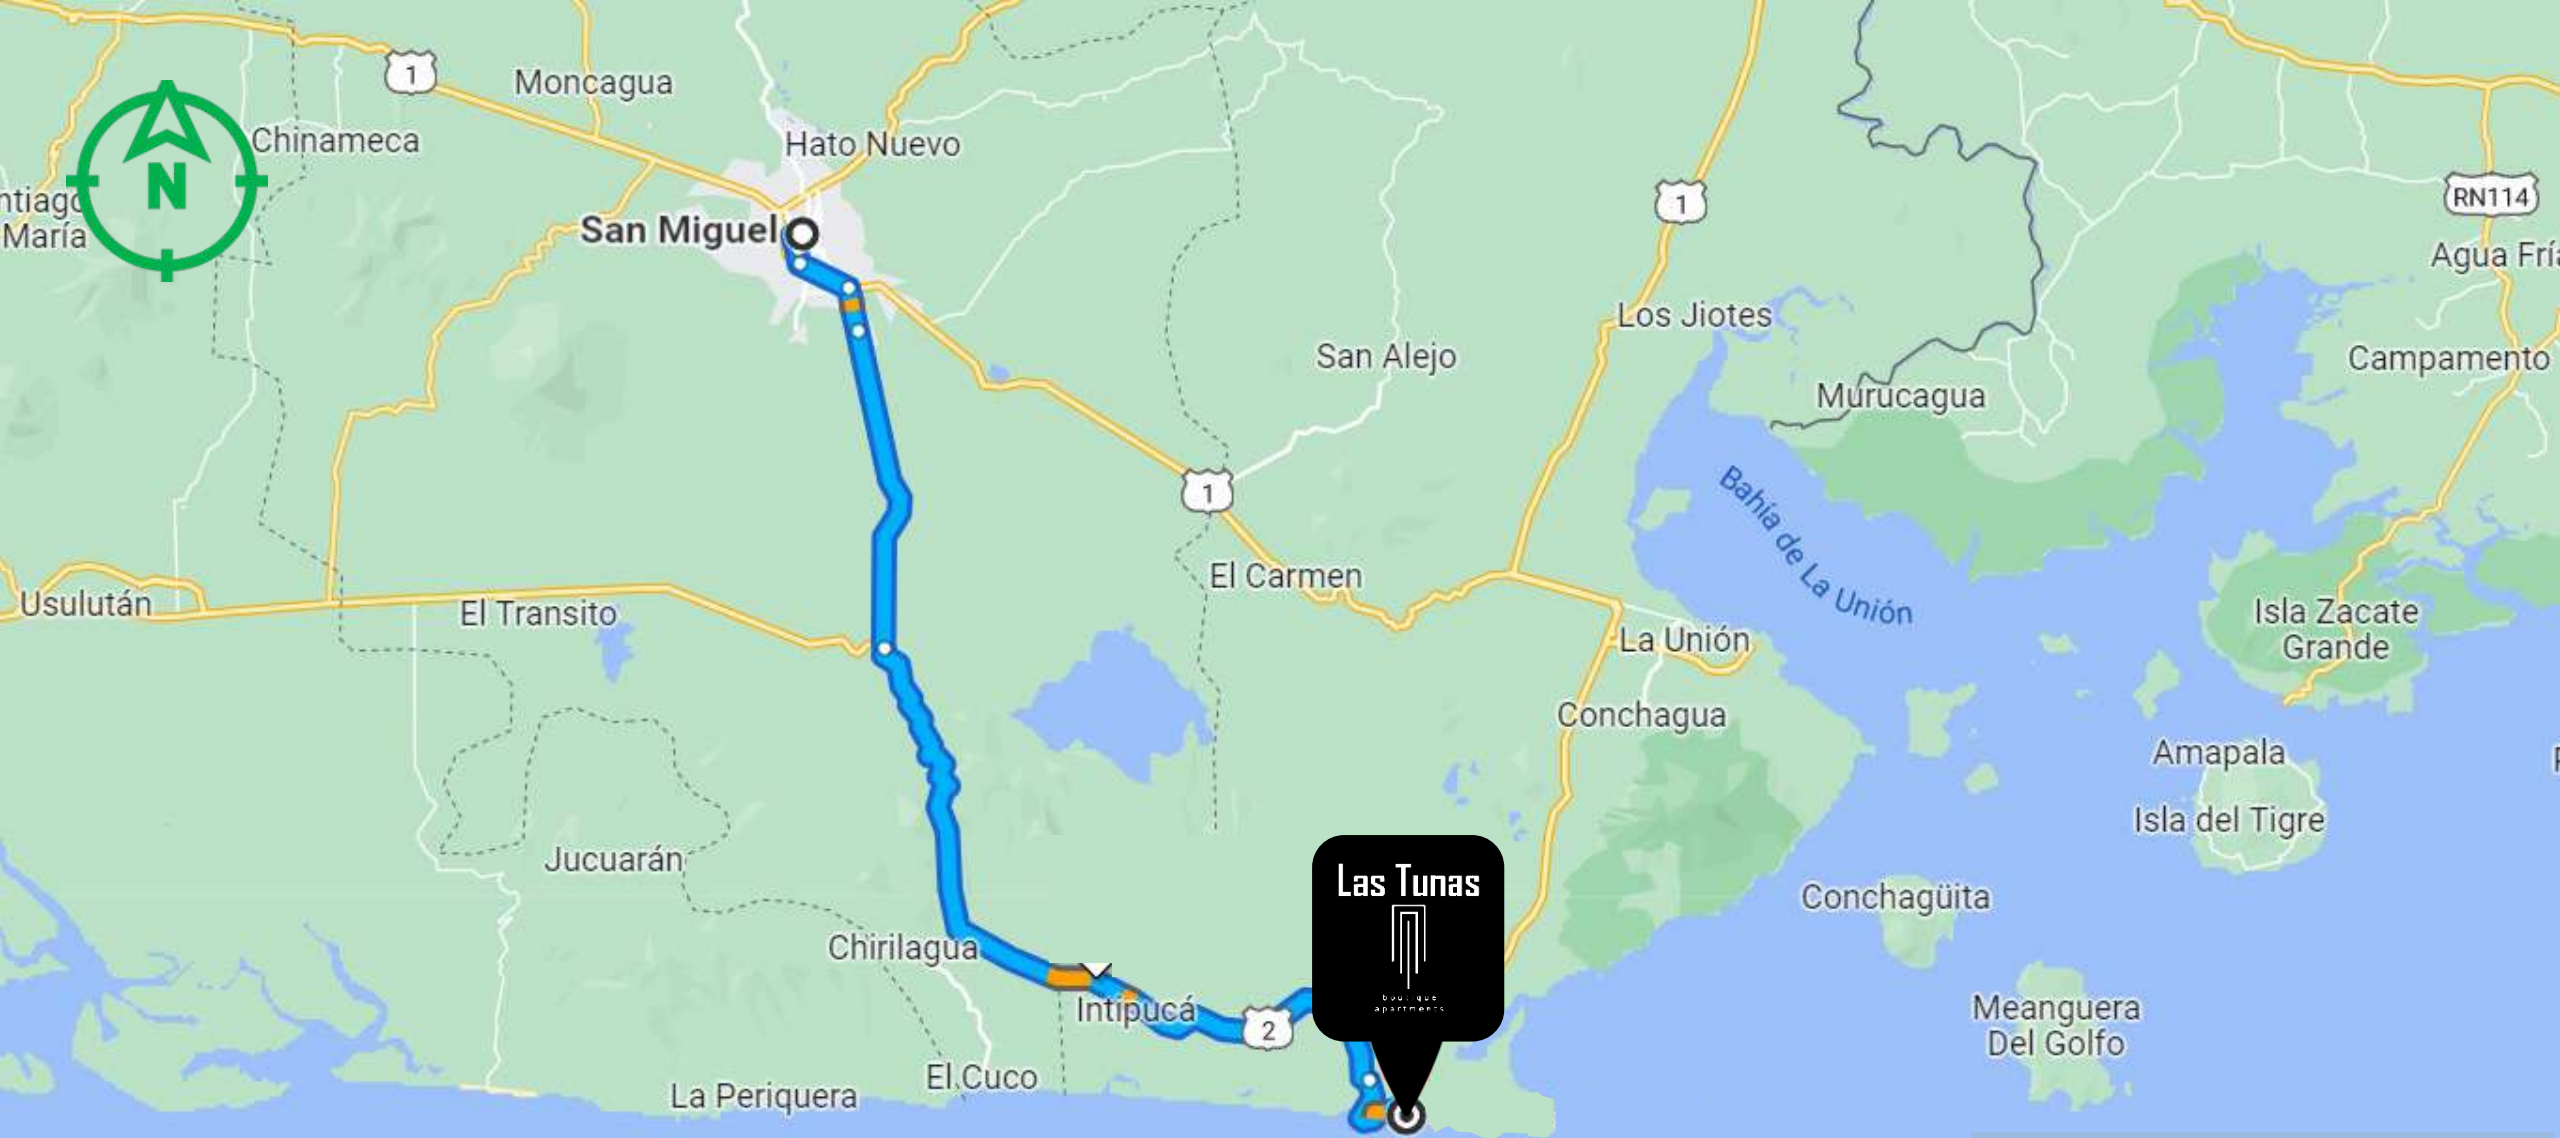 1
Moncagua
Chinameca
Hato Nuevo
N
ntiago
María
San Miguel
1
RN114
Agua Fría
Los Jiotes
San Alejo
Campamento
Murucagua
1
Bahía de La Unión
El Carmen
Usulután
El Transito
La Unión
Isla Zacate
Grande
Conchagua
Amapala
Isla del Tigre
Jucuarán
Las Tunas
boutique
apartments
Conchagüita
Chirilagua
Intipucá
2
Meanguera
Del Golfo
El Cuco
La Periquera